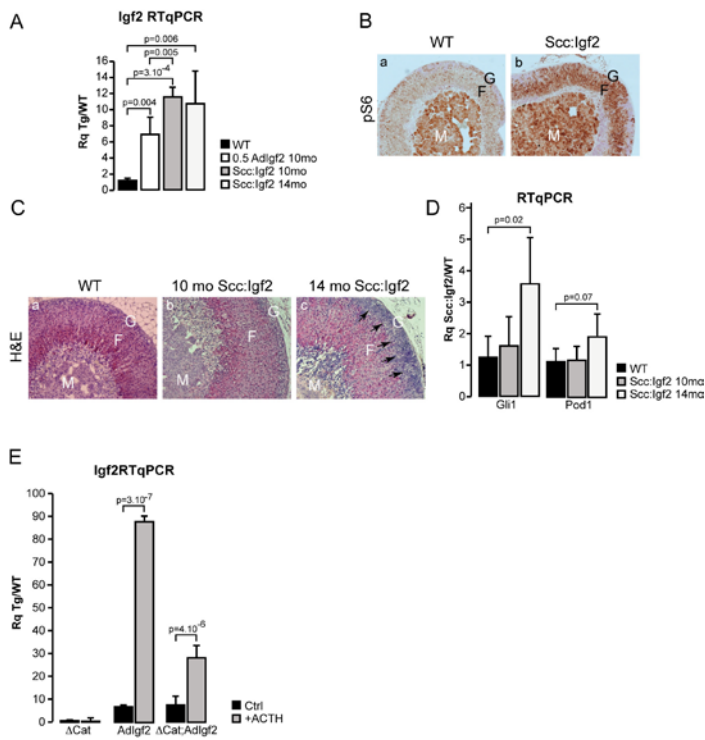 A
Igf2 RTqPCR
p=0.006
p=0.005
p=3.10-4
p=0.004
16
14
12
10
8
6
4
2
0
Rq Tg/WT
WT
0.5 AdIgf2 10mo
Scc:Igf2 10mo
Scc:Igf2 14mo
B
WT
Scc:Igf2
pS6
a
G
F
M
b
G
F
M
C
WT
10 mo Scc:Igf2
14 mo Scc:Igf2
H&E
a
G
F
M
b
G
F
M
c
G
F
M
D
RTqPCR
p=0.02
p=0.07
6
5
4
3
2
1
0
Rq Scc:Igf2/WT
Gli1
Pod1
WT
Scc:Igf2 10mo
Scc:Igf2 14mo
E
Igf2RTqPCR
p=3.10-7
p=4.10-6
100
90
80
70
60
50
40
30
20
10
0
Rq Tg/WT
ΔCat
AdIgf2
ΔCat;AdIgf2
Ctrl
+ACTH